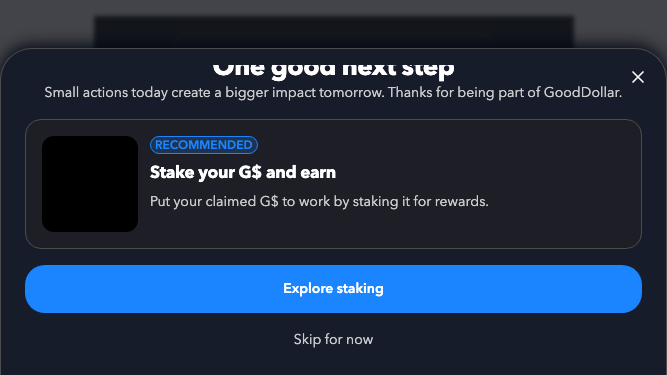 One good next step
Small actions today create a bigger impact tomorrow. Thanks for being part of GoodDollar.
RECOMMENDED
Stake your G$ and earn
Put your claimed G$ to work by staking it for rewards.
Explore staking
Skip for now